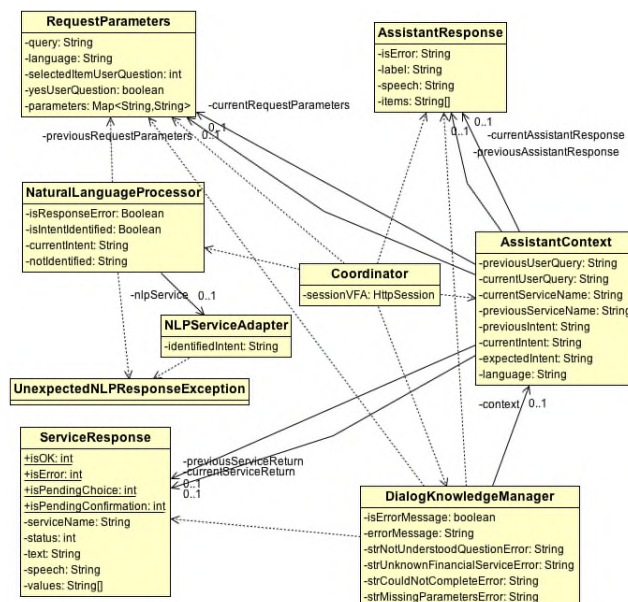 RequestParameters
-query: String
-language: String
-selectedItemUserQuestion: int
-yesUserQuestion: boolean
-parameters: Map<String,String>
AssistantResponse
-isError: String
-label: String
-speech: String
-items: String[]
-currentRequestParameters
0..1
-previousRequestParameters
0..1
0..1
-currentAssistantResponse
0..1
-previousAssistantResponse
NaturalLanguageProcessor
-isResponseError: Boolean
-isIntentIdentified: Boolean
-currentIntent: String
-notIdentified: String
AssistantContext
-previousUserQuery: String
-currentUserQuery: String
-currentServiceName: String
-previousServiceName: String
-previousIntent: String
-currentIntent: String
-expectedIntent: String
-language: String
Coordinator
-sessionVFA: HttpSession
-nlpService
0..1
NLPServiceAdapter
-identifiedIntent: String
UnexpectedNLPResponseException
-context
0..1
ServiceResponse
+isOK: int
+isError: int
+isPendingChoice: int
+isPendingConfirmation: int
-serviceName: String
-status: int
-text: String
-speech: String
-values: String[]
-previousServiceReturn
-currentServiceReturn
0..1
0..1
DialogKnowledgeManager
-isErrorMessage: boolean
-errorMessage: String
-strNotUnderstoodQuestionError: String
-strUnknownFinancialServiceError: String
-strCouldNotCompleteError: String
-strMissingParametersError: String